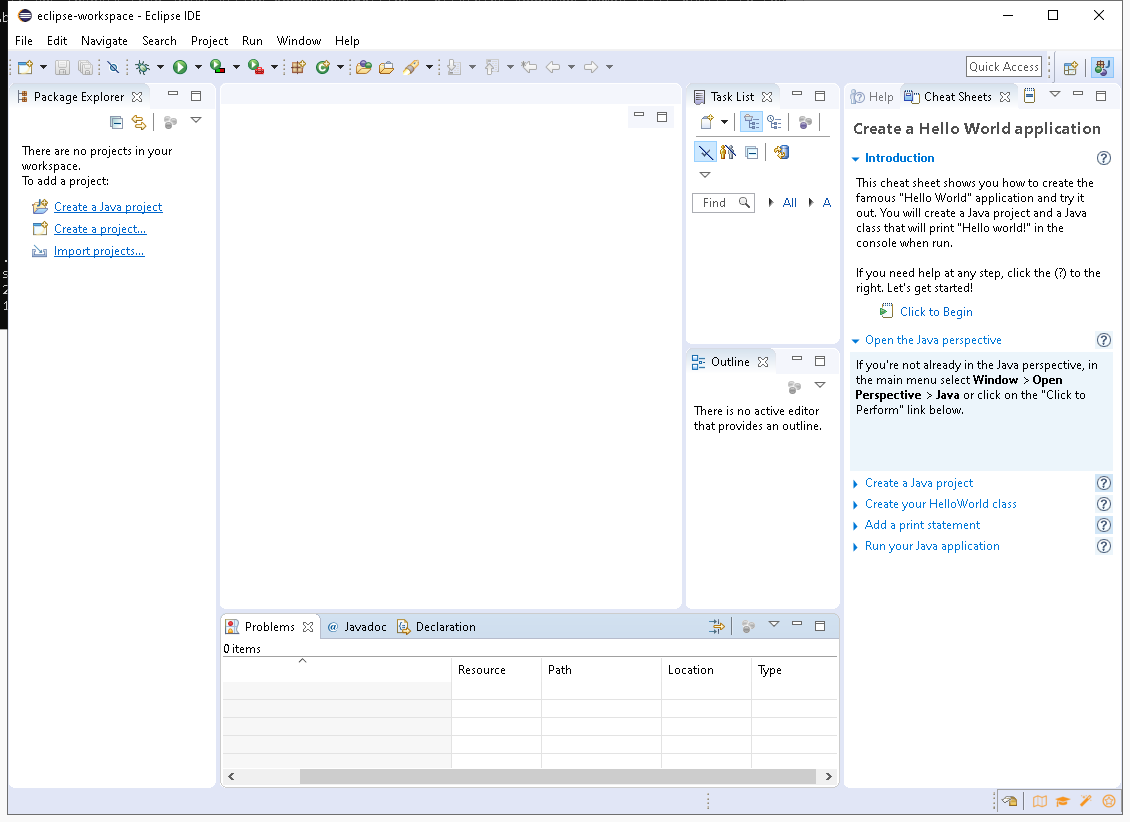 eclipse-workspace - Eclipse IDE
File Edit Navigate Search Project Run Window Help
Quick Access
Package Explorer
There are no projects in your
workspace.
To add a project:
Create a Java project
Create a project...
Import projects...
Task List
Find All A
Outline
There is no active editor
that provides an outline.
Help Cheat Sheets
Create a Hello World application
Introduction
This cheat sheet shows you how to create the
famous "Hello World" application and try it
out. You will create a Java project and a Java
class that will print "Hello world!" in the
console when run.
If you need help at any step, click the (?) to the
right. Let's get started!
Click to Begin
Open the Java perspective
If you're not already in the Java perspective, in
the main menu select Window > Open
Perspective > Java or click on the "Click to
Perform" link below.
Create a Java project
Create your HelloWorld class
Add a print statement
Run your Java application
Problems @ Javadoc Declaration
0 items
Resource Path Location Type